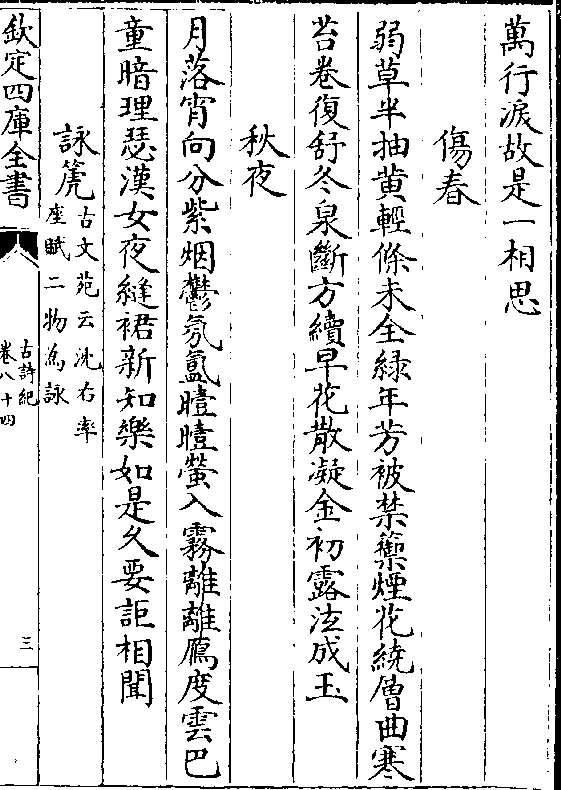 萬行淚故是一相思
傷春
弱草半抽黄輕條未全緑年芳被禁籞煙花繞層曲寒
苔卷復舒冬泉斷方續早花散凝金初露泫成玉
秋夜
月落宵向分紫烟鬱氛氲曀曀螢入霧離離鴈度雲巴
童暗理瑟漢女夜縫裙新知樂如是久要詎相聞
詠篪古文苑云沈右率
座賦二物為詠
欽定四庫全書
古詩紀
卷八十四
三